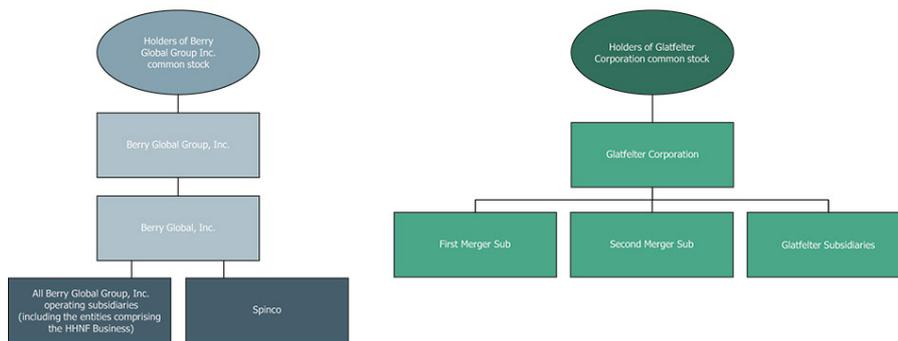 Holders of Berry
Global Group Inc.
common stock
Berry Global Group, Inc.
Berry Global, Inc.
All Berry Global Group, Inc.
operating subsidiaries
(including the entities comprising
the HHNF Business)
Spinco
Holders of Glatfelter
Corporation common stock
Glatfelter Corporation
First Merger Sub
Second Merger Sub
Glatfelter Subsidiaries